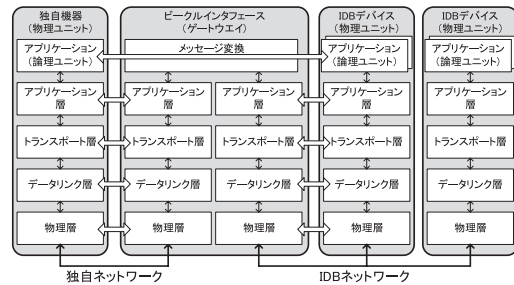 独自機器
(物理ユニット)
アプリケーション
(論理ユニット)
アプリケーション
層
トランスポート層
データリンク層
物理層
ビークルインタフェース
(ゲートウエイ)
メッセージ変換
アプリケーション
層
トランスポート層
データリンク層
物理層
アプリケーション
層
トランスポート層
データリンク層
物理層
IDBデバイス
(物理ユニット)
アプリケーション
(論理ユニット)
アプリケーション
層
トランスポート層
データリンク層
物理層
IDBデバイス
(物理ユニット)
アプリケーション
(論理ユニット)
アプリケーション
層
トランスポート層
データリンク層
物理層
独自ネットワーク
IDBネットワーク